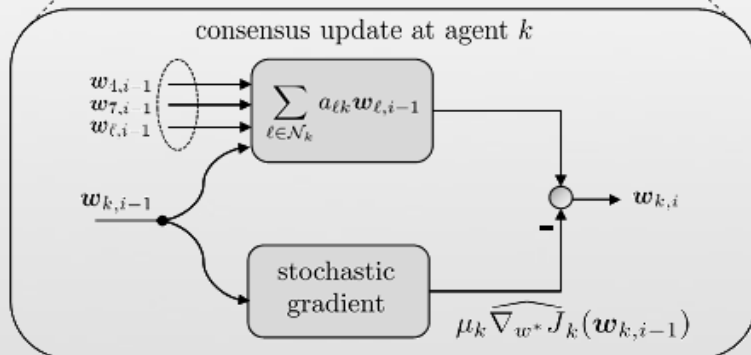 consensus update at agent k
w_{4,i−1}
w_{7,i−1}
w_{ℓ,i−1}
∑_{ℓ∈𝒩_k} a_{ℓk} w_{ℓ,i−1}
w_{k,i−1}
w_{k,i}
−
stochastic
gradient
μ_k \widehat{∇_{w*} J}_k(w_{k,i−1})